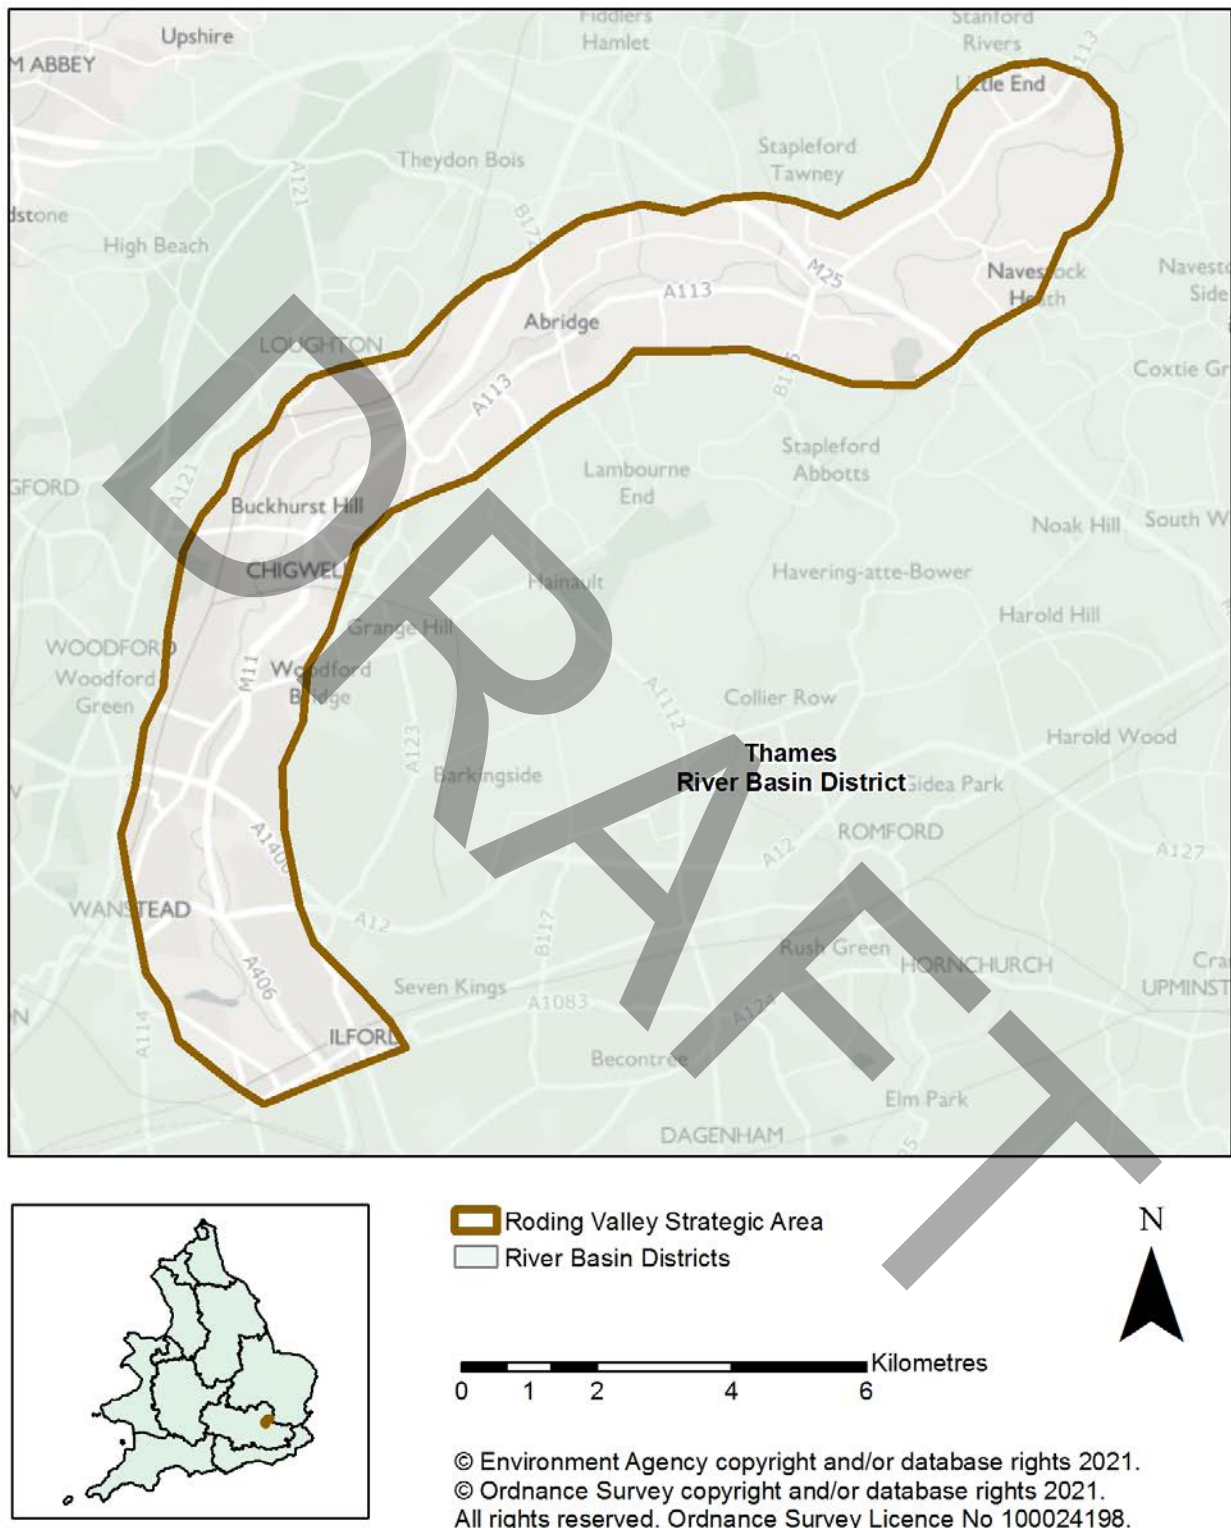 Fiddlers
Hamlet
Stanford
Rivers
Upshire
M ABBEY
A113
Little End
Stapleford
Tawney
Theydon Bois
A121
dstone
High Beach
B172
M25
Navestock
Heath
Navesto
Side
A113
Abridge
LOUGHTON
Coxtie Gr
B175
A113
Stapleford
Abbotts
Lambourne
End
A121
GFORD
Buckhurst Hill
Noak Hill
South W
CHIGWELL
Hainault
Havering-atte-Bower
Harold Hill
Grange Hill
WOODFORD
Woodford
Green
M11
Woodford
Bridge
A1112
Collier Row
A123
Harold Wood
Thames
River Basin District
Barkingside
Gidea Park
ROMFORD
A1400
A12
A127
WANSTEAD
A12
B117
Rush Green
HORNCHURCH
Cra
UPMINST
A406
Seven Kings
A1083
A124
ON
A114
ILFORD
Becontree
Elm Park
DAGENHAM
DRAFT
Roding Valley Strategic Area
River Basin Districts
N
Kilometres
0 1 2 4 6
© Environment Agency copyright and/or database rights 2021.
© Ordnance Survey copyright and/or database rights 2021.
All rights reserved. Ordnance Survey Licence No 100024198.